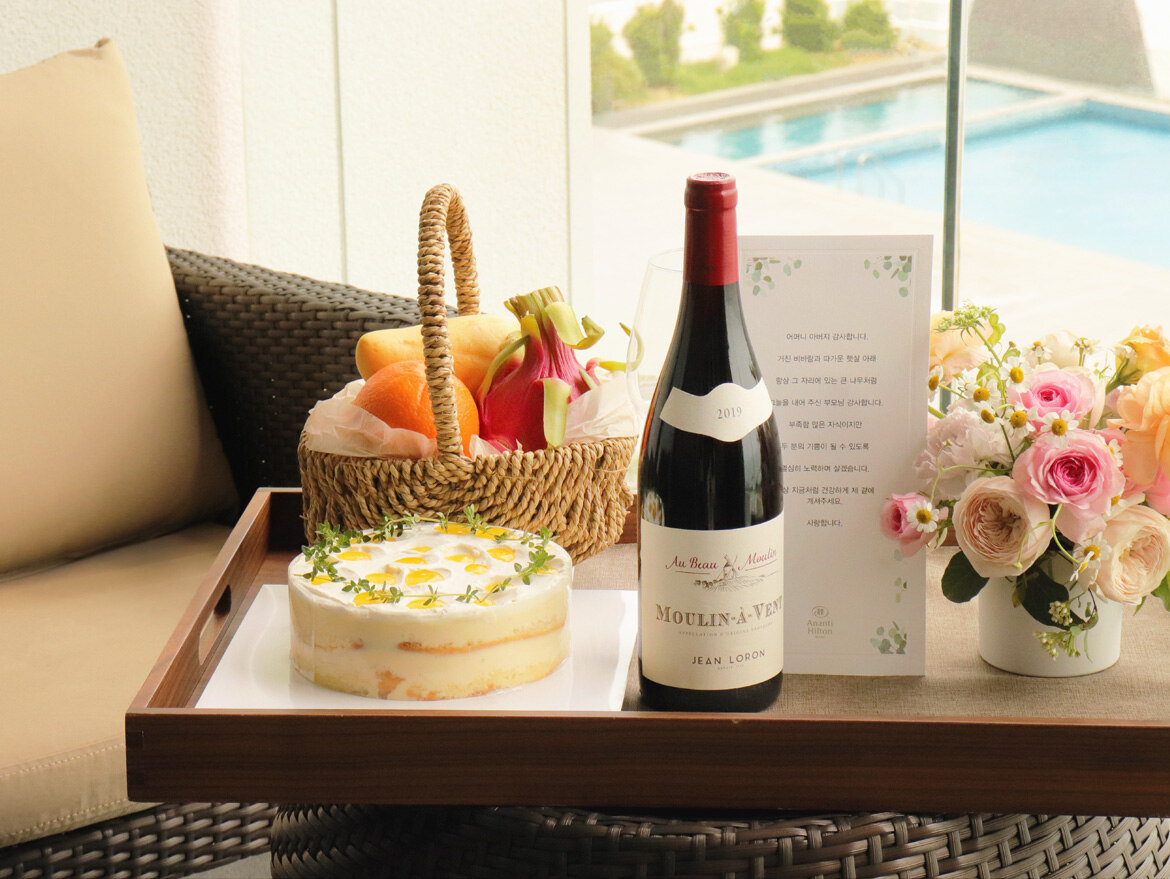 2019
Au Beau Moulin
MOULIN-À-VENT
JEAN LORON
어머니 아버지 감사합니다.
거친 비바람과 따가운 햇살 아래
항상 그 자리에 있는 큰 나무처럼
내어 주신 부모님 감사합니다.
부족함 많은 자식이지만
두 분의 기쁨이 될 수 있도록
열심히 노력하며 살겠습니다.
지금처럼 건강하게 제 곁에
계셔주세요.
사랑합니다.
Ananti
Hilton